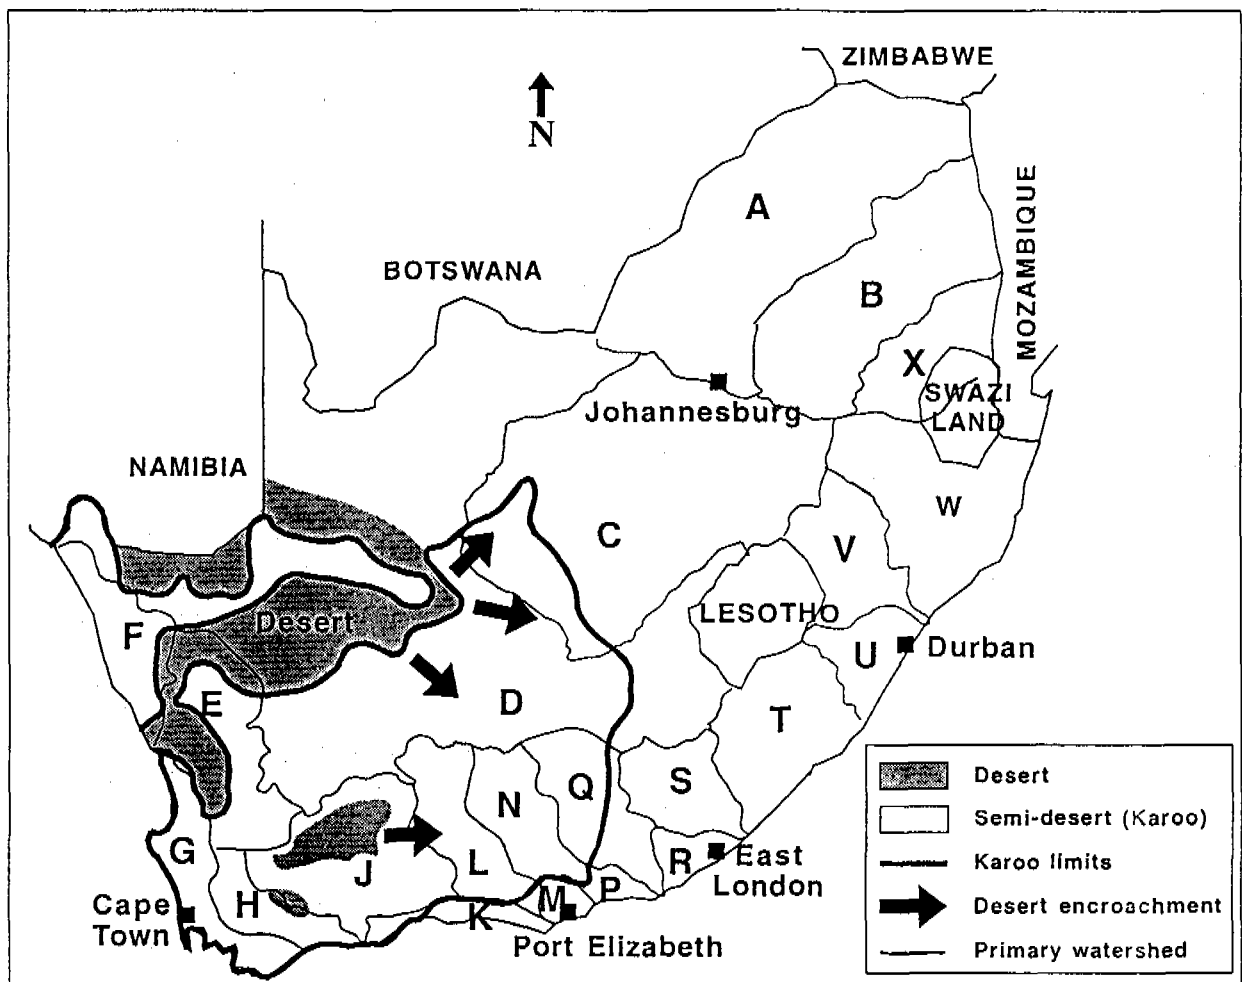 ZIMBABWE
N
A
MOZAMBIQUE
BOTSWANA
B
X
SWAZI
LAND
Johannesburg
NAMIBIA
W
C
V
LESOTHO
Desert
F
U
Durban
E
D
T
Q
S
N
G
J
L
R
East
London
H
M
P
K
Cape
Town
Port Elizabeth
Desert
Semi-desert (Karoo)
Karoo limits
Desert encroachment
Primary watershed